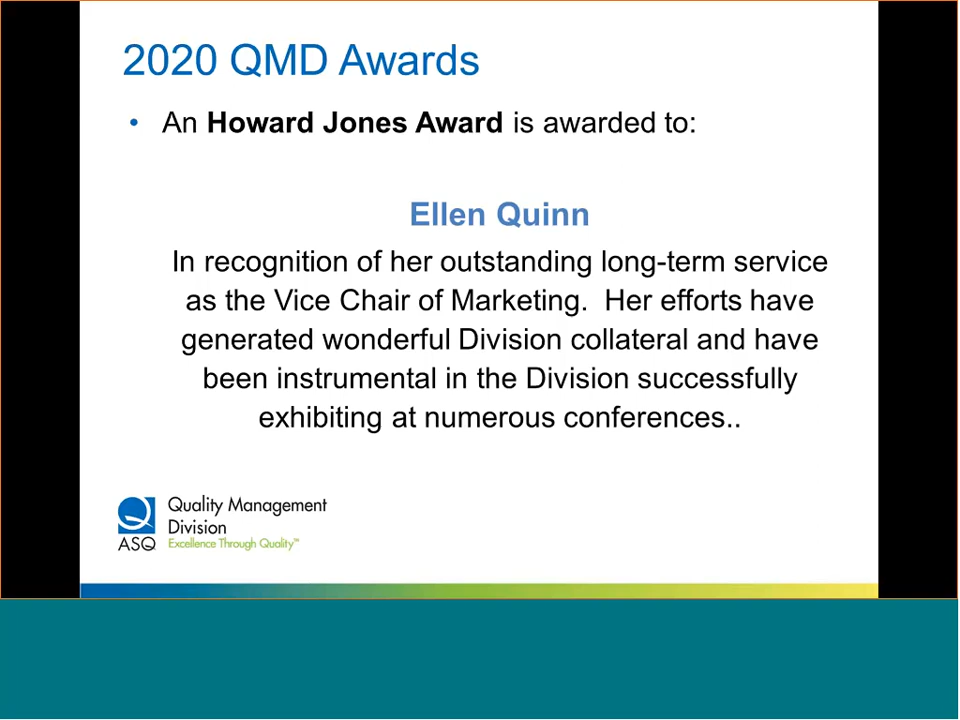 2020 QMD Awards
• An Howard Jones Award is awarded to:
Ellen Quinn
In recognition of her outstanding long-term service
as the Vice Chair of Marketing.  Her efforts have
generated wonderful Division collateral and have
been instrumental in the Division successfully
exhibiting at numerous conferences..
Quality Management
Division
ASQ Excellence Through Quality™